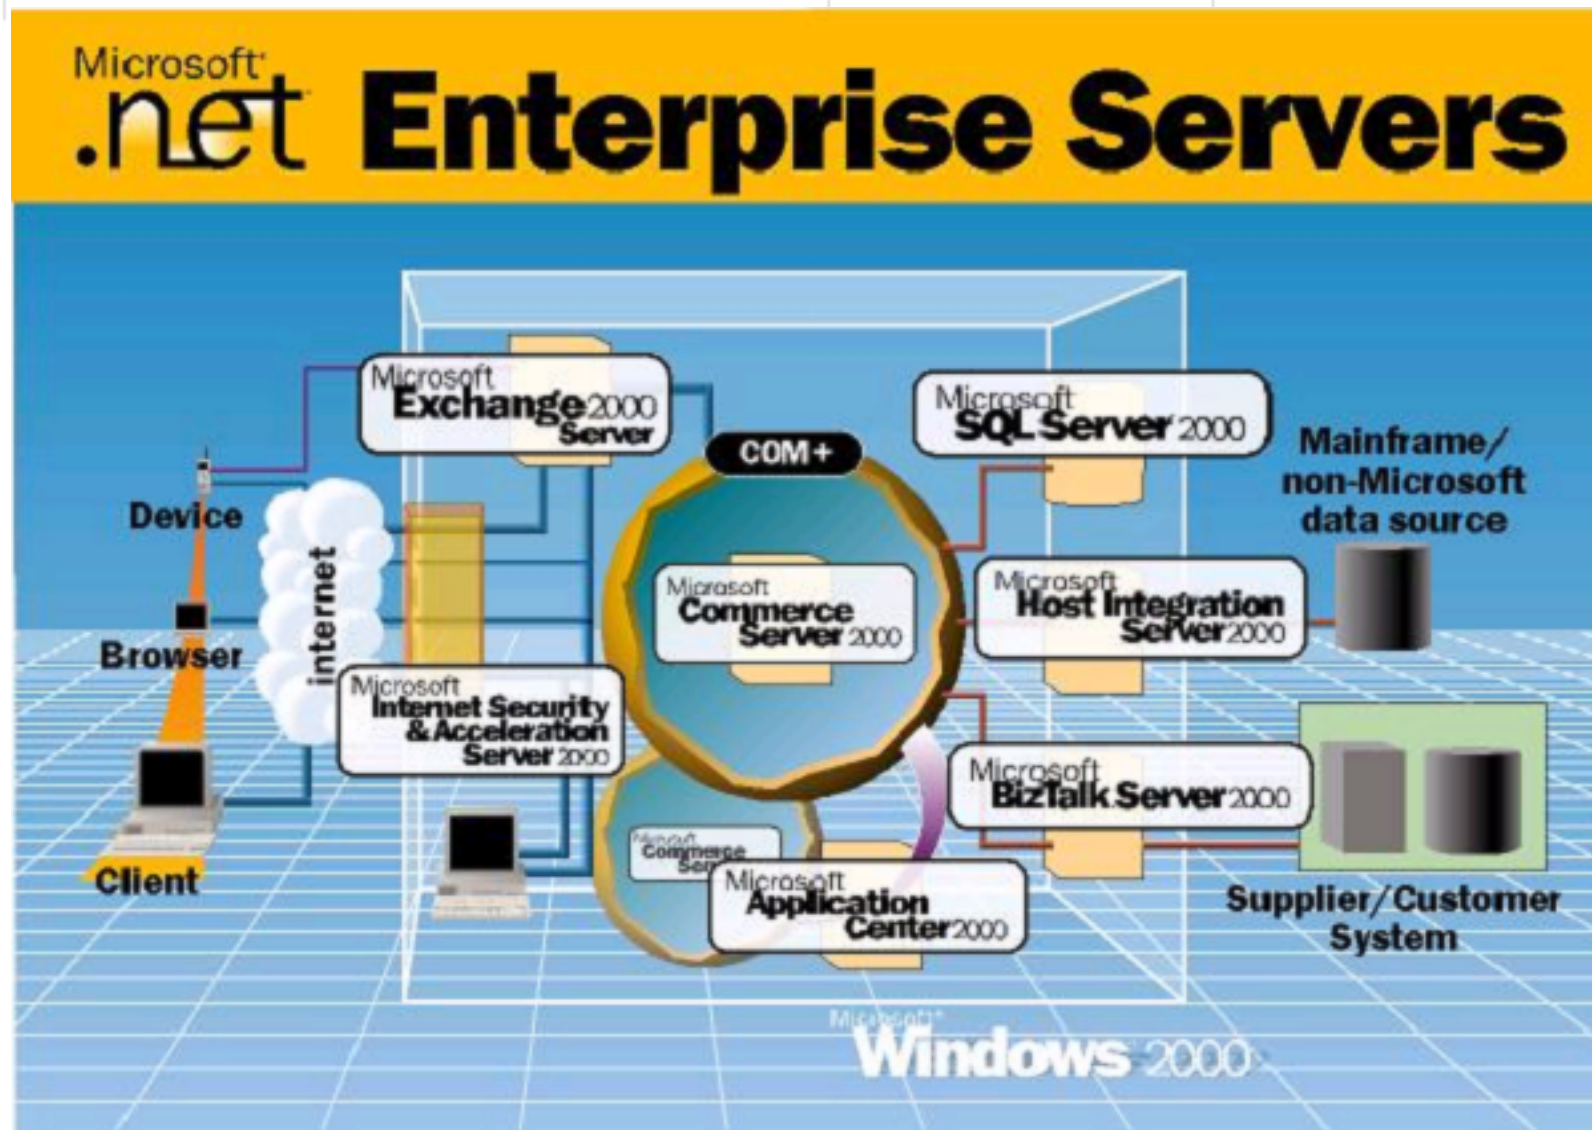 Microsoft®
.net Enterprise Servers
Microsoft
Exchange 2000
Server
Microsoft
SQL Server 2000
COM+
Mainframe/
non-Microsoft
data source
Device
internet
Microsoft
Commerce
Server 2000
Microsoft
Host Integration
Server 2000
Browser
Microsoft
Internet Security
& Acceleration
Server 2000
Microsoft
BizTalk Server 2000
Microsoft
Commerce
Client
Microsoft
Application
Center 2000
Supplier/Customer
System
Microsoft®
Windows 2000